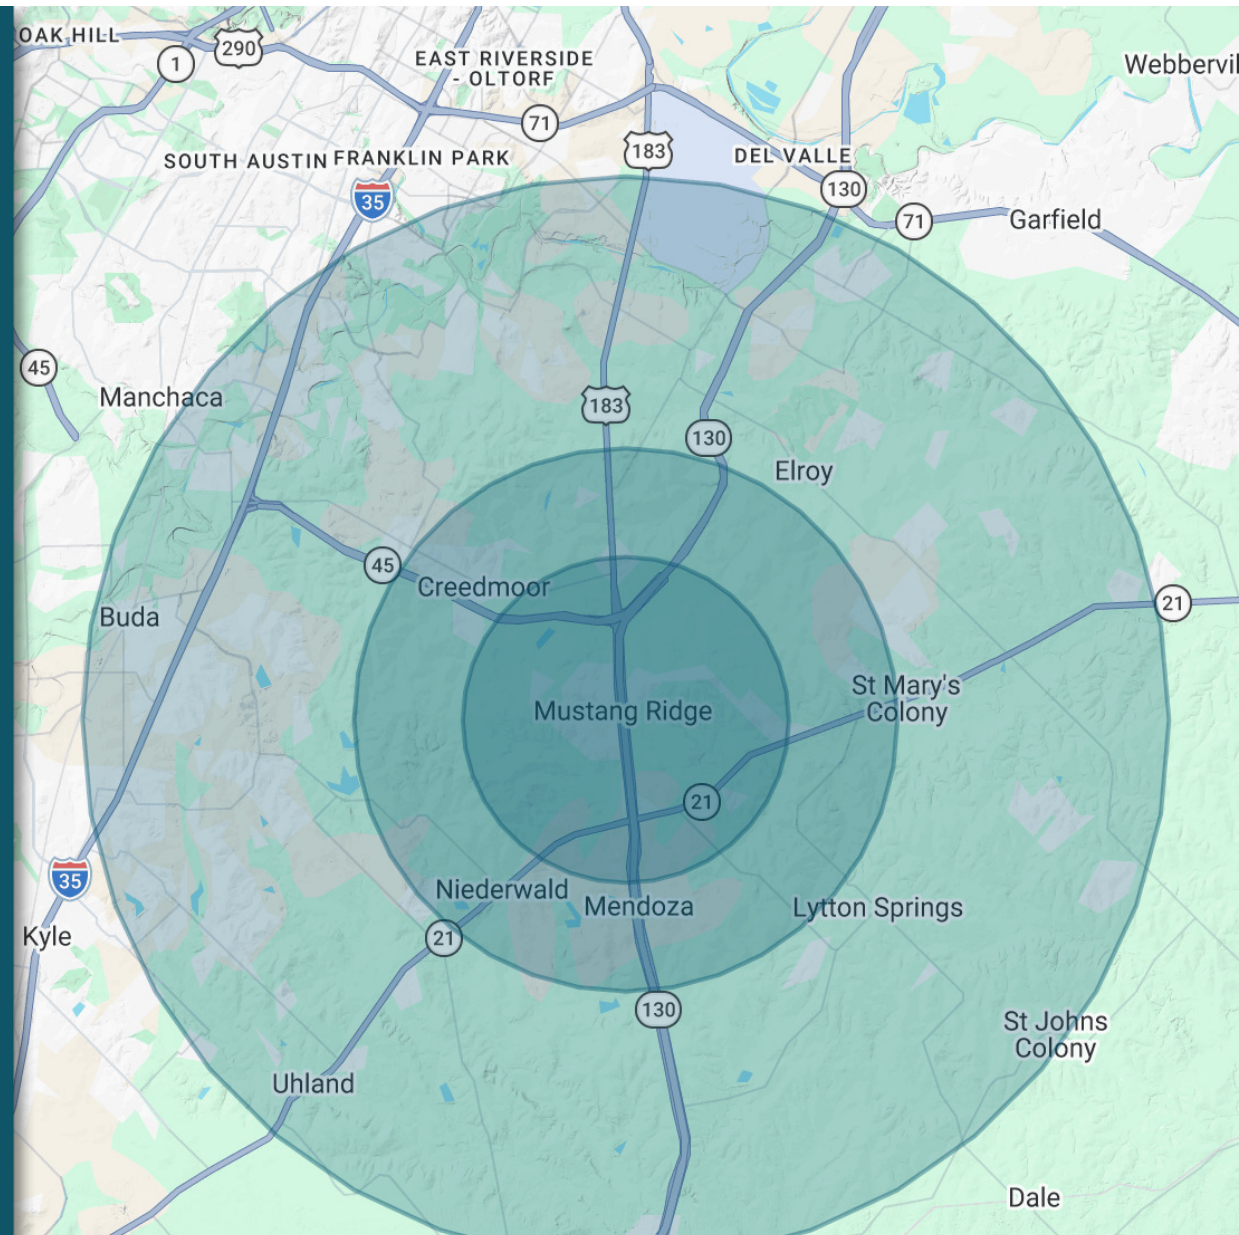 OAK HILL
290
1
EAST RIVERSIDE
- OLTORF
Webbervil
71
183
SOUTH AUSTIN
FRANKLIN PARK
DEL VALLE
35
130
71
Garfield
45
Manchaca
183
130
Elroy
45
Creedmoor
Buda
21
St Mary's
Colony
Mustang Ridge
21
35
Niederwald
Mendoza
Lytton Springs
Kyle
21
130
St Johns
Colony
Uhland
Dale